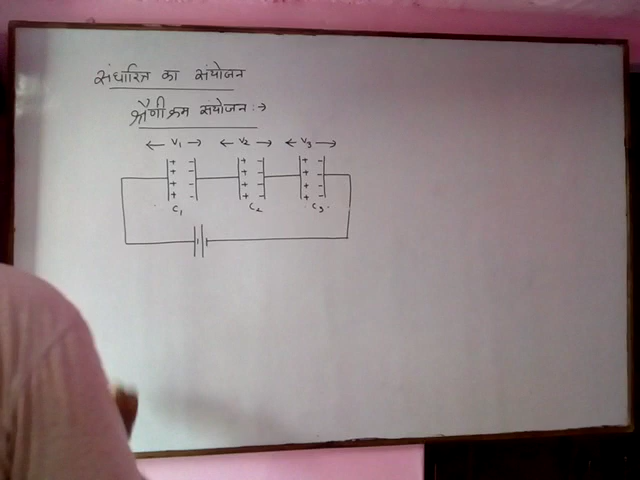 संधारित्र का संयोजन
श्रेणीक्रम संयोजन :->
← V₁ → ← V₂ → ← V₃ →
+ - + - + -
+ - + - + -
+ - + - + -
+ - + - + -
C₁ C₂ C₃